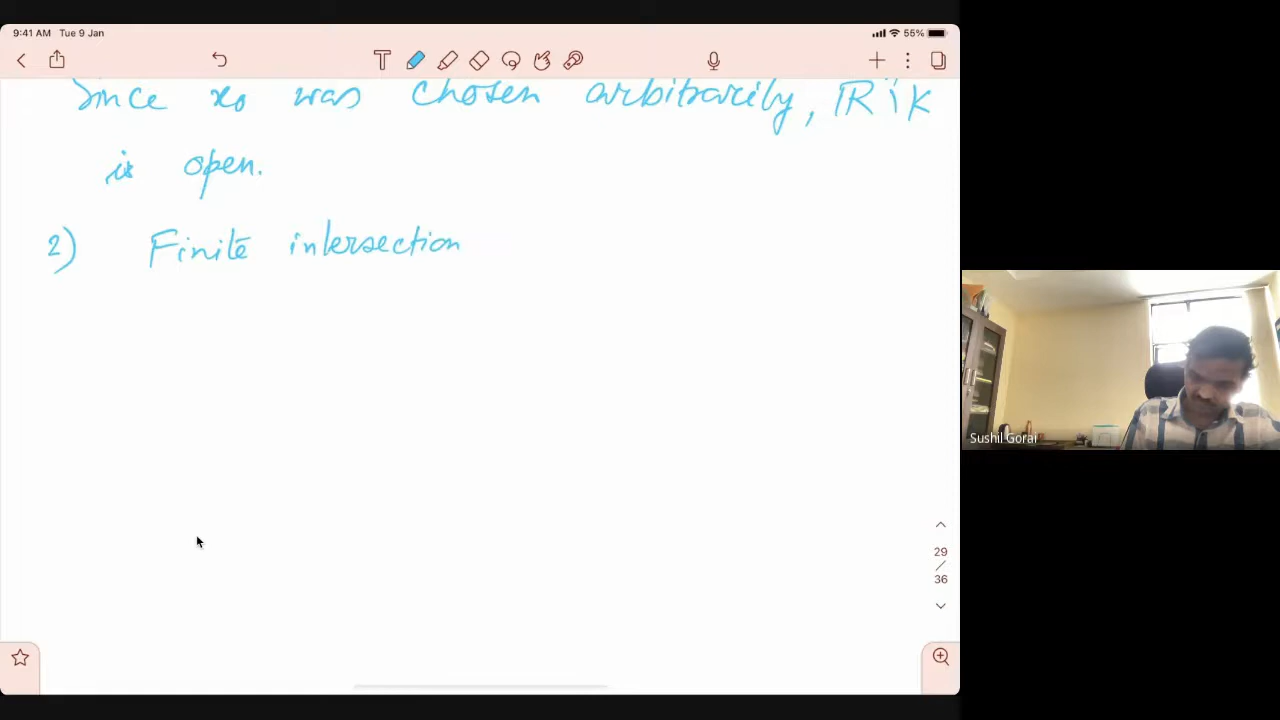 9:41 AM Tue 9 Jan
55%
T
Since x₀ was chosen arbitrarily, ℝⁿ\K
is open.
2) Finite intersection
Sushil Gorai
29
/
36